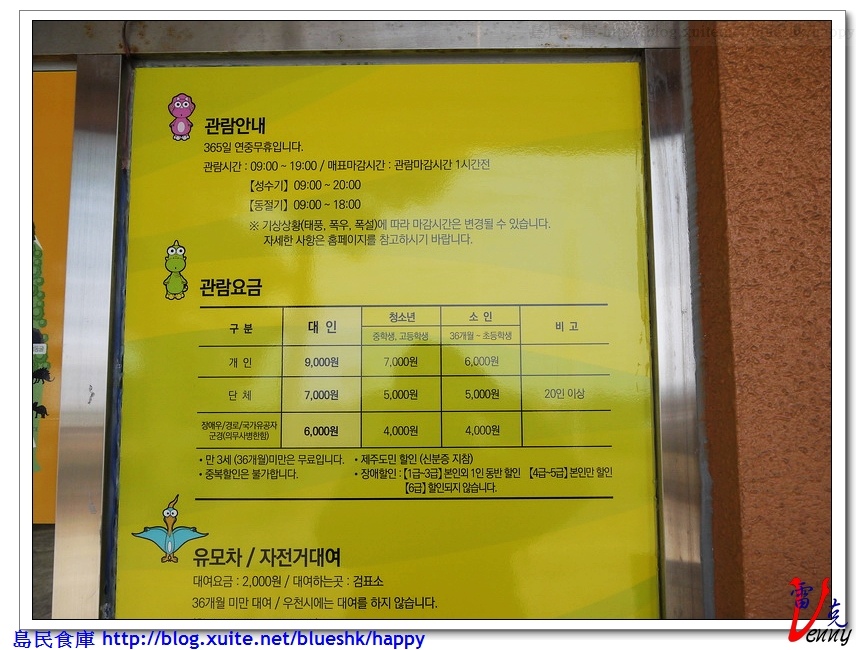 관람안내
365일 연중무휴입니다.
관람시간 : 09:00 ~ 19:00 / 매표마감시간 : 관람마감시간 1시간전
【성수기】 09:00 ~ 20:00
【동절기】 09:00 ~ 18:00
※ 기상상황(태풍, 폭우, 폭설)에 따라 마감시간은 변경될 수 있습니다.
자세한 사항은 홈페이지를 참고하시기 바랍니다.
관람요금
구 분 대 인 청소년 소 인 비 고
중학생, 고등학생 36개월 ~ 초등학생
개 인 9,000원 7,000원 6,000원
단 체 7,000원 5,000원 5,000원 20인 이상
장애우/경로/국가유공자
군경(의무사병한함) 6,000원 4,000원 4,000원
• 만 3세 (36개월)미만은 무료입니다. • 제주도민 할인 (신분증 지참)
• 중복할인은 불가합니다. • 장애할인 : 【1급~3급】 본인외 1인 동반 할인 【4급~5급】 본인만 할인
【6급】 할인되지 않습니다.
유모차 / 자전거대여
대여요금 : 2,000원 / 대여하는곳 : 검표소
36개월 미만 대여 / 우천시에는 대여를 하지 않습니다.
雷克
Venny
島民食庫 http://blog.xuite.net/blueshk/happy